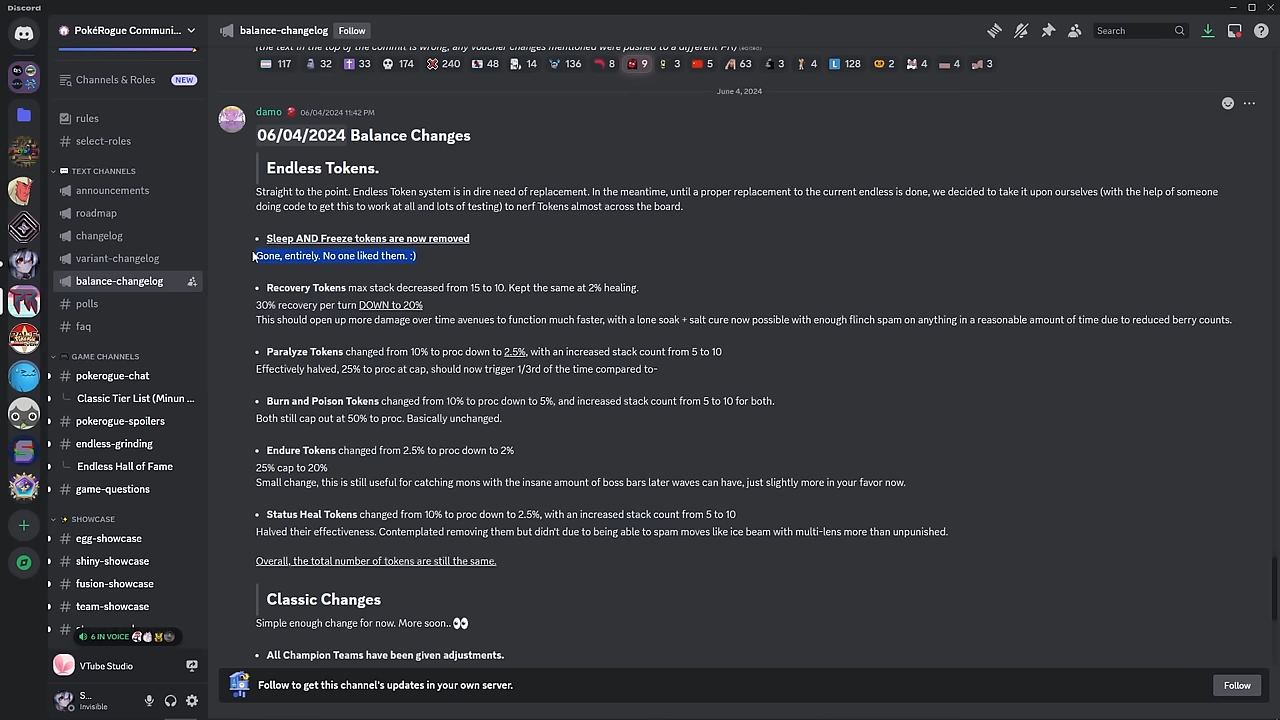 Discord
PokéRogue Communi...
balance-changelog
Follow
Search
Channels & Roles
NEW
rules
select-roles
TEXT CHANNELS
announcements
roadmap
changelog
variant-changelog
balance-changelog
polls
faq
GAME CHANNELS
pokerogue-chat
Classic Tier List (Minun ...
pokerogue-spoilers
endless-grinding
Endless Hall of Fame
game-questions
SHOWCASE
egg-showcase
shiny-showcase
fusion-showcase
team-showcase
6 IN VOICE
VTube Studio
S...
Invisible
(the text in the top of the commit is wrong, any voucher changes mentioned were pushed to a different PR) (edited)
117 32 33 174 240 48 14 136 8 9 3 5 63 3 4 128 2 4 4 3
June 4, 2024
damo 06/04/2024 11:42 PM
06/04/2024 Balance Changes
Endless Tokens.
Straight to the point. Endless Token system is in dire need of replacement. In the meantime, until a proper replacement to the current endless is done, we decided to take it upon ourselves (with the help of someone
doing code to get this to work at all and lots of testing) to nerf Tokens almost across the board.
• Sleep AND Freeze tokens are now removed
Gone, entirely. No one liked them. :)
• Recovery Tokens max stack decreased from 15 to 10. Kept the same at 2% healing.
30% recovery per turn DOWN to 20%
This should open up more damage over time avenues to function much faster, with a lone soak + salt cure now possible with enough flinch spam on anything in a reasonable amount of time due to reduced berry counts.
• Paralyze Tokens changed from 10% to proc down to 2.5%, with an increased stack count from 5 to 10
Effectively halved, 25% to proc at cap, should now trigger 1/3rd of the time compared to-
• Burn and Poison Tokens changed from 10% to proc down to 5%, and increased stack count from 5 to 10 for both.
Both still cap out at 50% to proc. Basically unchanged.
• Endure Tokens changed from 2.5% to proc down to 2%
25% cap to 20%
Small change, this is still useful for catching mons with the insane amount of boss bars later waves can have, just slightly more in your favor now.
• Status Heal Tokens changed from 10% to proc down to 2.5%, with an increased stack count from 5 to 10
Halved their effectiveness. Contemplated removing them but didn't due to being able to spam moves like ice beam with multi-lens more than unpunished.
Overall, the total number of tokens are still the same.
Classic Changes
Simple enough change for now. More soon.. 👀
• All Champion Teams have been given adjustments.
Follow to get this channel's updates in your own server.
Follow